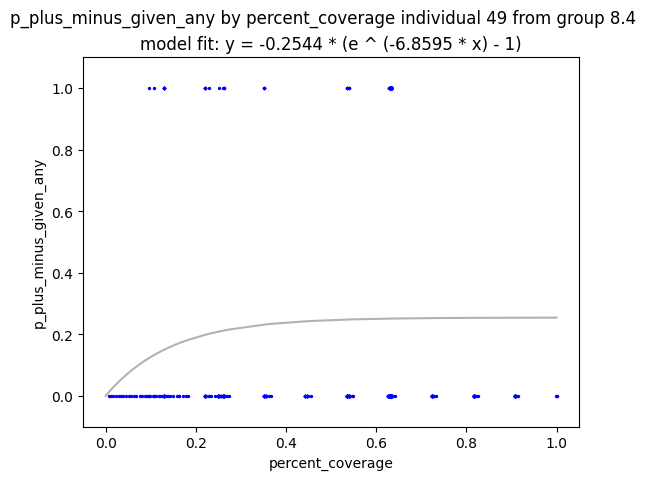 p_plus_minus_given_any by percent_coverage individual 49 from group 8.4
model fit: y = -0.2544 * (e ^ (-6.8595 * x) - 1)
1.0
0.8
0.6
0.4
0.2
0.0
p_plus_minus_given_any
0.0 0.2 0.4 0.6 0.8 1.0
percent_coverage